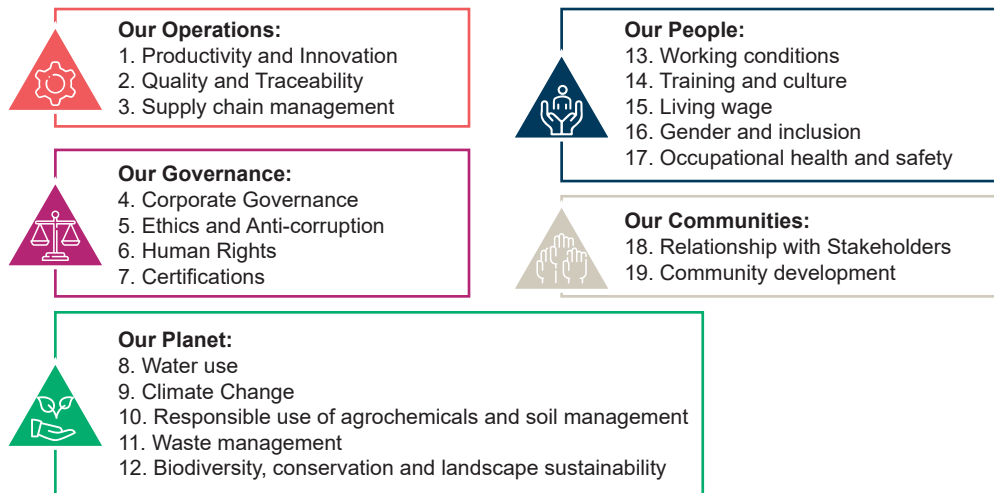 Our Operations:
1. Productivity and Innovation
2. Quality and Traceability
3. Supply chain management
Our Governance:
4. Corporate Governance
5. Ethics and Anti-corruption
6. Human Rights
7. Certifications
Our Planet:
8. Water use
9. Climate Change
10. Responsible use of agrochemicals and soil management
11. Waste management
12. Biodiversity, conservation and landscape sustainability
Our People:
13. Working conditions
14. Training and culture
15. Living wage
16. Gender and inclusion
17. Occupational health and safety
Our Communities:
18. Relationship with Stakeholders
19. Community development